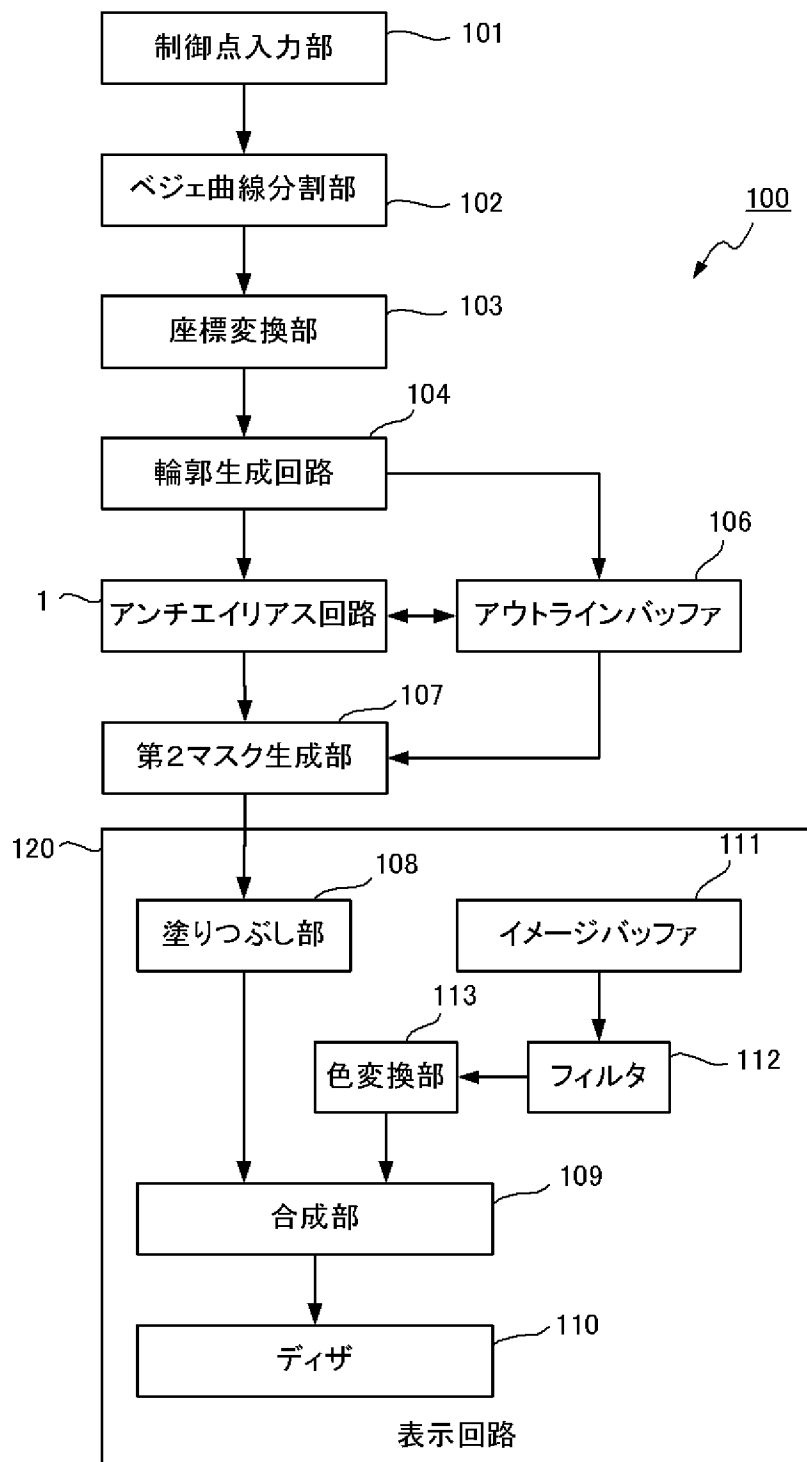 制御点入力部
101
ベジェ曲線分割部
102
100
座標変換部
103
104
輪郭生成回路
106
1
アンチエイリアス回路
アウトラインバッファ
107
第2マスク生成部
120
108
111
塗りつぶし部
イメージバッファ
113
色変換部
フィルタ
112
109
合成部
ディザ
110
表示回路